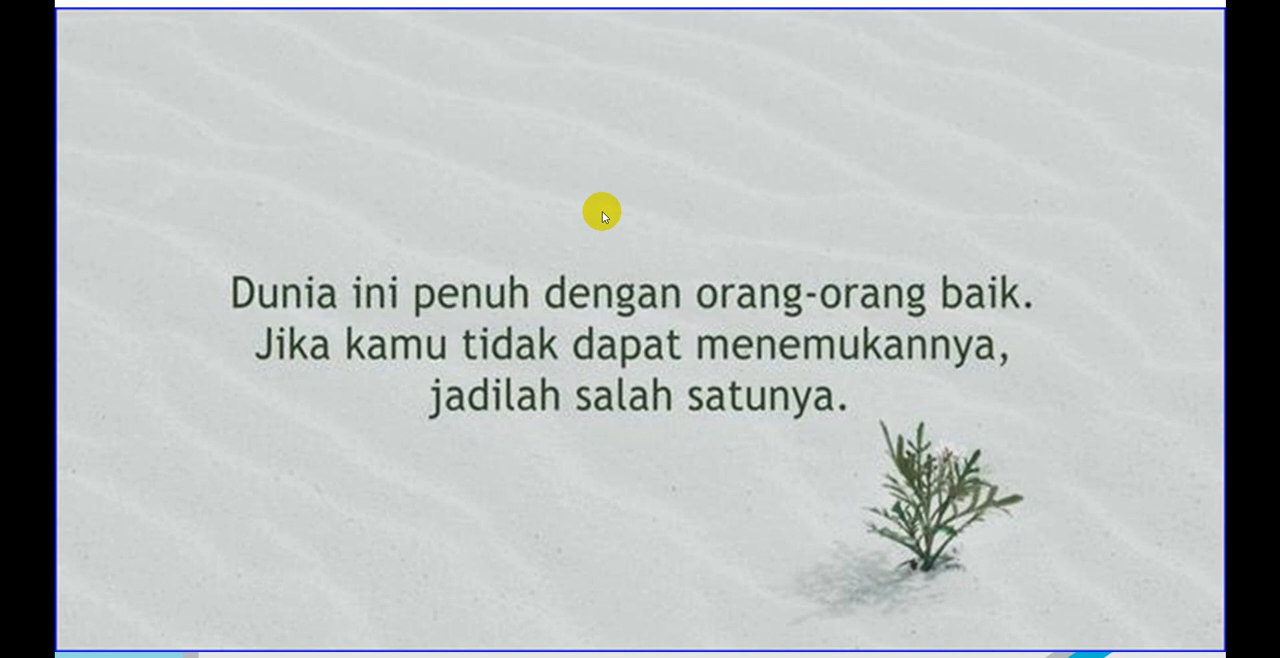 Dunia ini penuh dengan orang-orang baik.
Jika kamu tidak dapat menemukannya,
jadilah salah satunya.